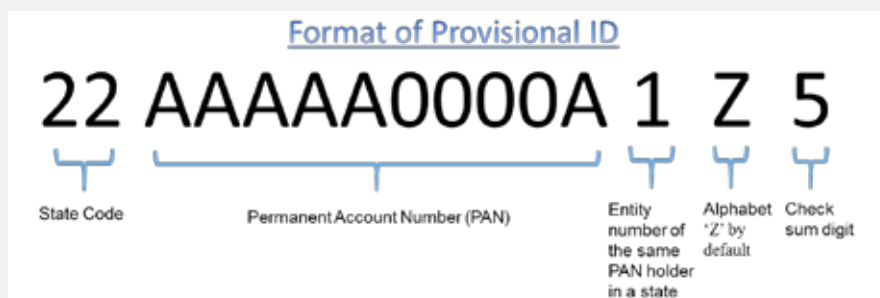 Format of Provisional ID
22 AAAAA0000A 1 Z 5
State Code
Permanent Account Number (PAN)
Entity
number of
the same
PAN holder
in a state
Alphabet
'Z' by
default
Check
sum digit